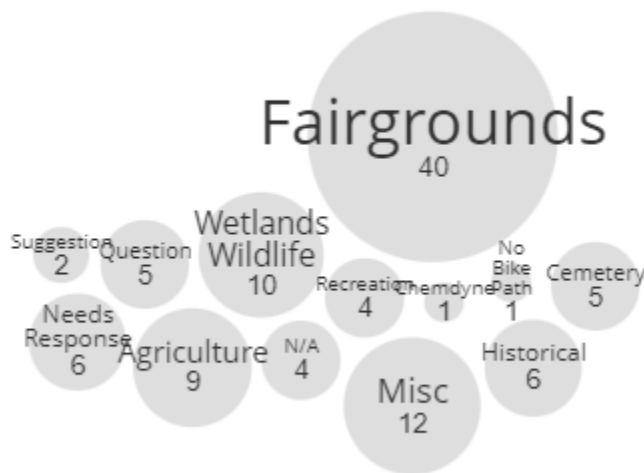 Fairgrounds
40
Suggestion
2
Question
5
Wetlands
Wildlife
10
Recreation
4
Chemdyne
1
No
Bike
Path
1
Cemetery
5
Needs
Response
6
Agriculture
9
N/A
4
Misc
12
Historical
6